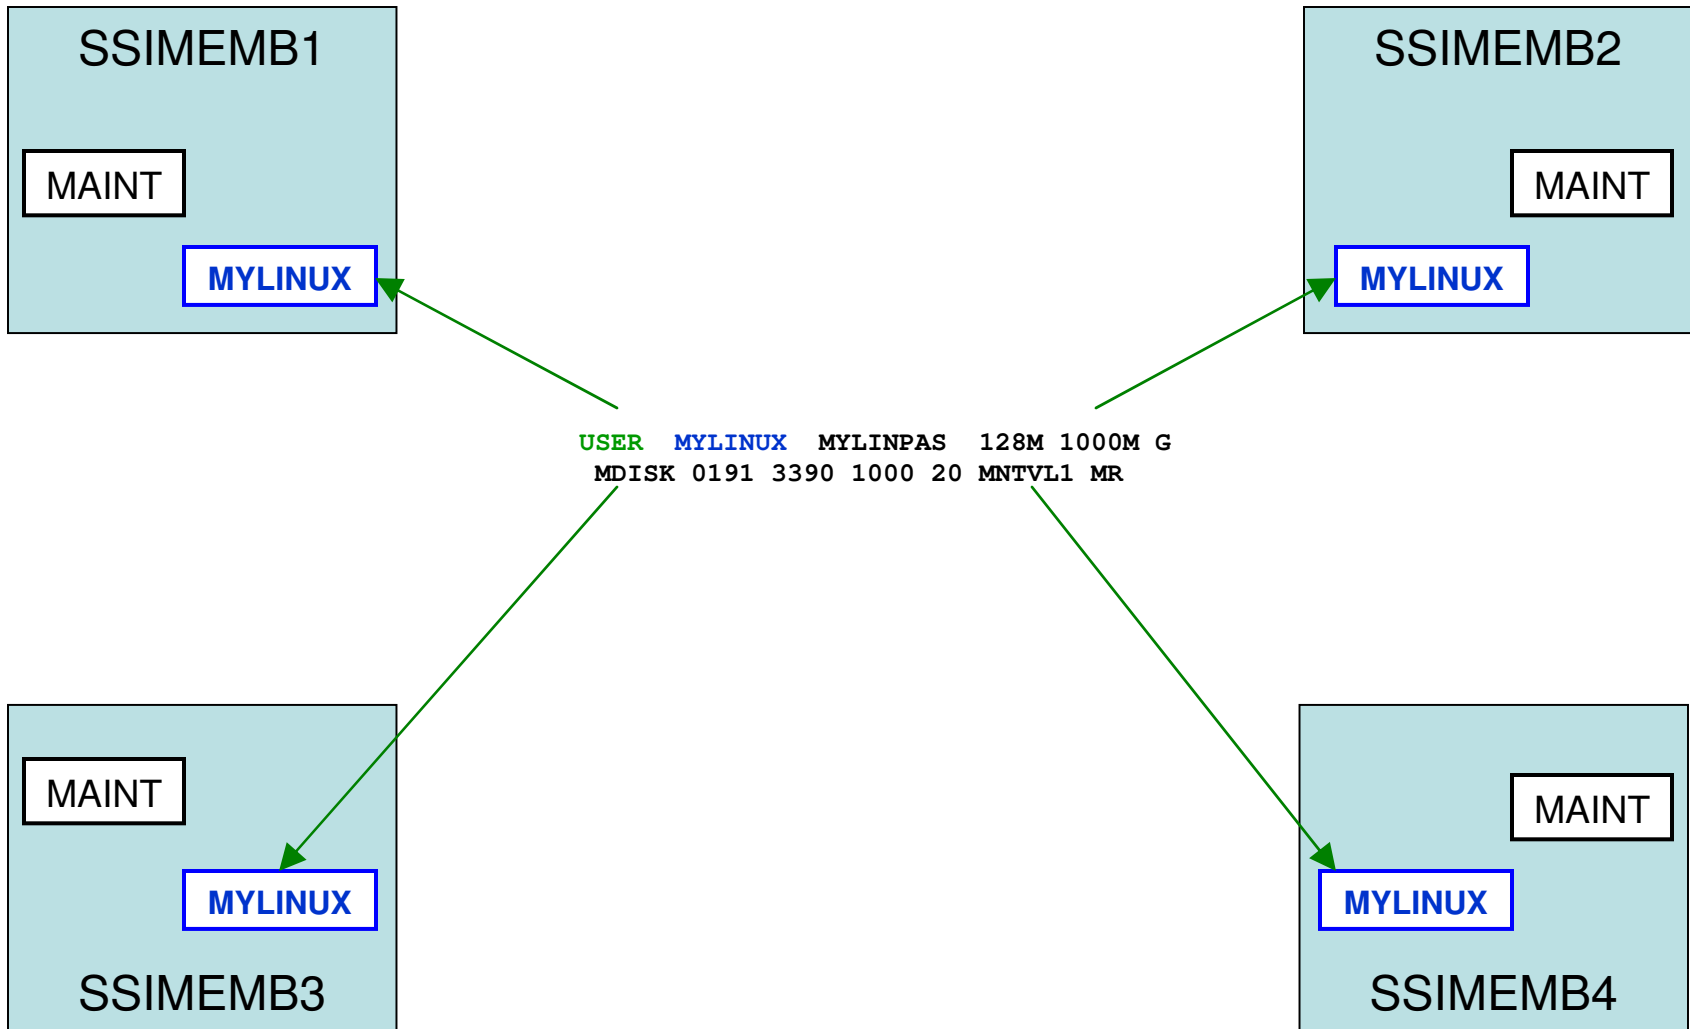 SSIMEMB1
SSIMEMB2
MAINT
MAINT
MYLINUX
MYLINUX
USER MYLINUX MYLINPAS 128M 1000M G
MDISK 0191 3390 1000 20 MNTVL1 MR
MAINT
MAINT
MYLINUX
MYLINUX
SSIMEMB3
SSIMEMB4